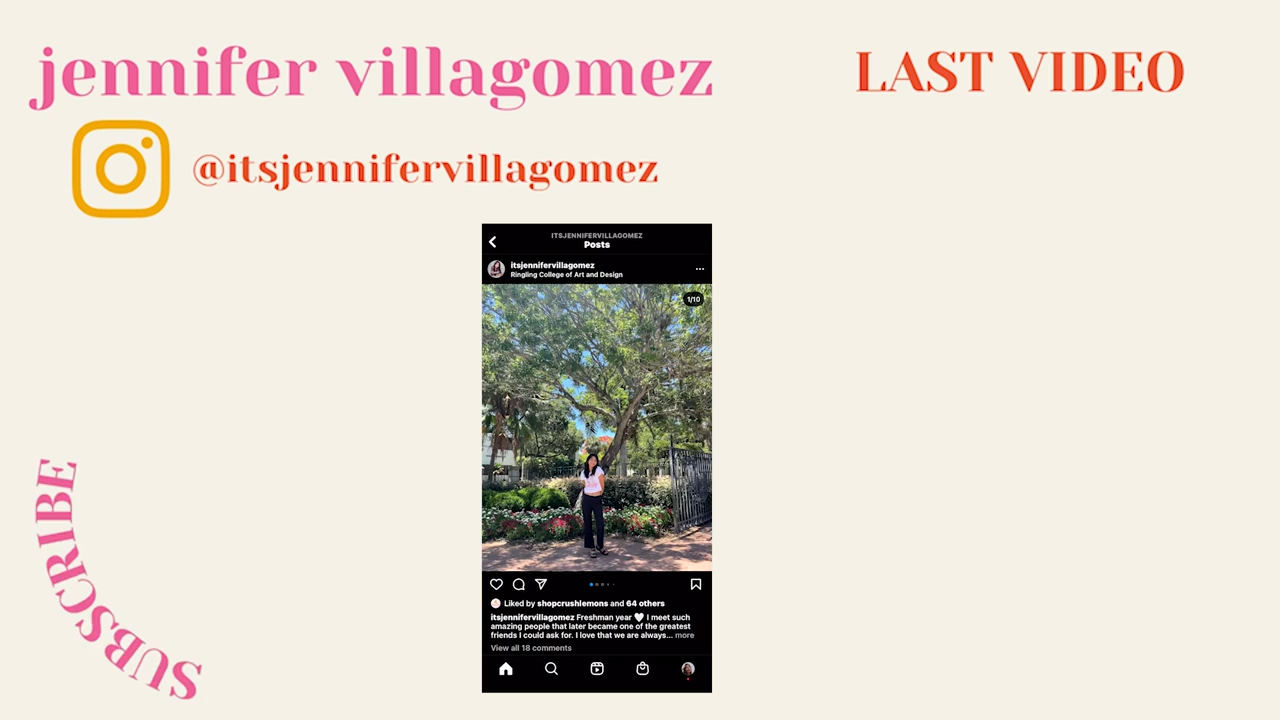 jennifer villagomez
LAST VIDEO
@itsjennifervillagomez
ITSJENNIFERVILLAGOMEZ
Posts
itsjennifervillagomez
Ringling College of Art and Design
1/10
Liked by shopcrushlemons and 64 others
itsjennifervillagomez Freshman year 🤍 I meet such
amazing people that later became one of the greatest
friends I could ask for. I love that we are always... more
View all 18 comments
SUBSCRIBE